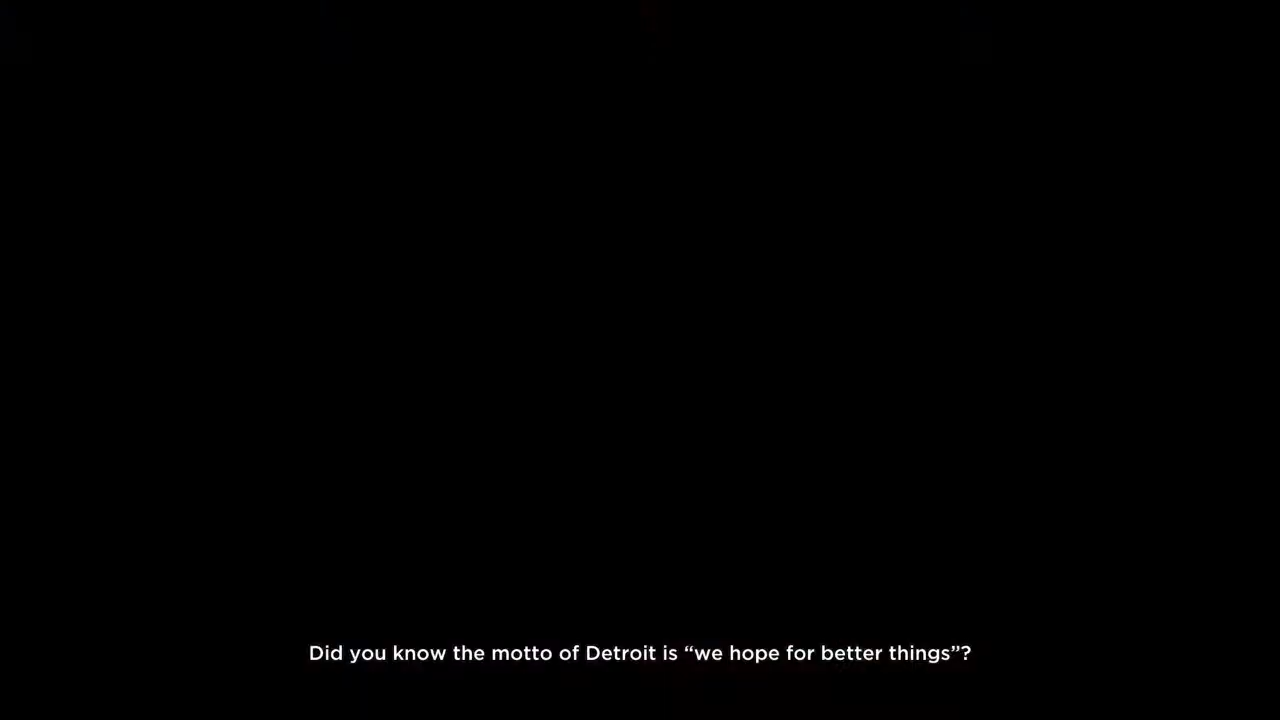 Did you know the motto of Detroit is “we hope for better things”?